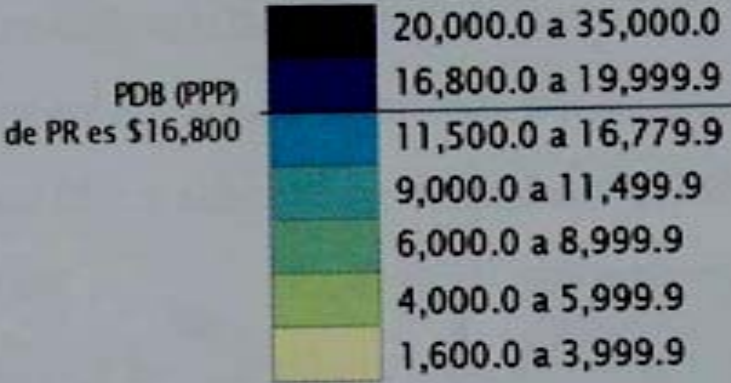 20,000.0 a 35,000.0
16,800.0 a 19,999.9
PDB (PPP)
de PR es $16,800
11,500.0 a 16,779.9
9,000.0 a 11,499.9
6,000.0 a 8,999.9
4,000.0 a 5,999.9
1,600.0 a 3,999.9